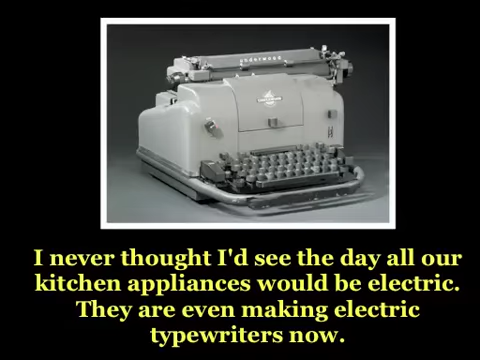 underwood
I never thought I'd see the day all our
kitchen appliances would be electric.
They are even making electric
typewriters now.